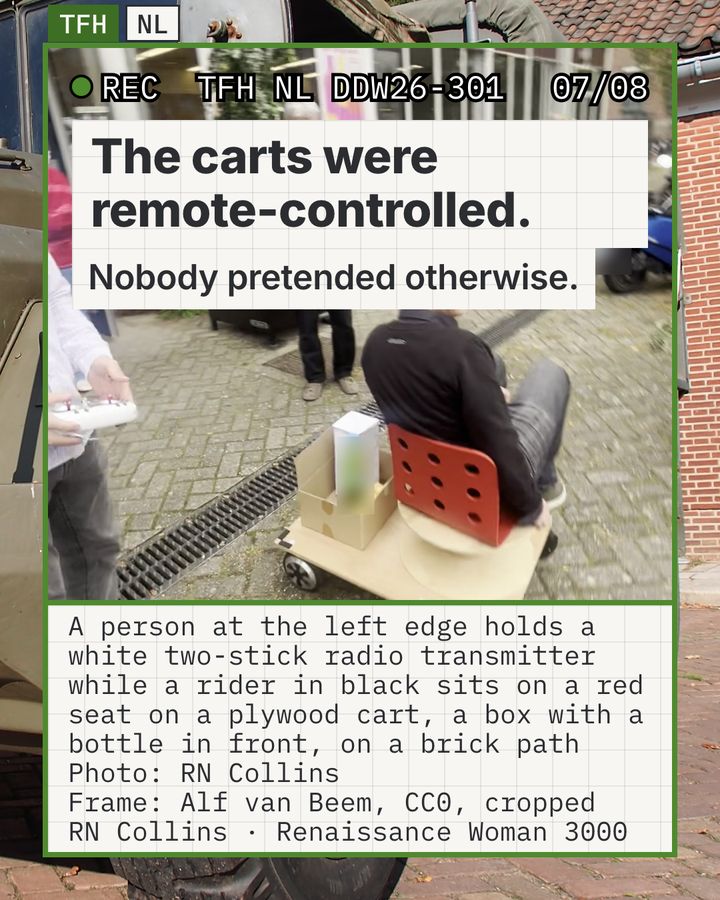 TFH NL
REC TFH NL DDW26-301 07/08
The carts were
remote-controlled.
Nobody pretended otherwise.
A person at the left edge holds a
white two-stick radio transmitter
while a rider in black sits on a red
seat on a plywood cart, a box with a
bottle in front, on a brick path
Photo: RN Collins
Frame: Alf van Beem, CC0, cropped
RN Collins · Renaissance Woman 3000